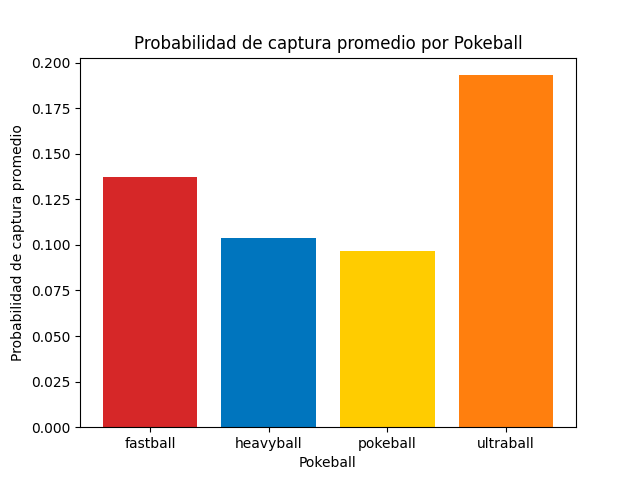 Probabilidad de captura promedio por Pokeball
Probabilidad de captura promedio
0.200
0.175
0.150
0.125
0.100
0.075
0.050
0.025
0.000
fastball heavyball pokeball ultraball
Pokeball